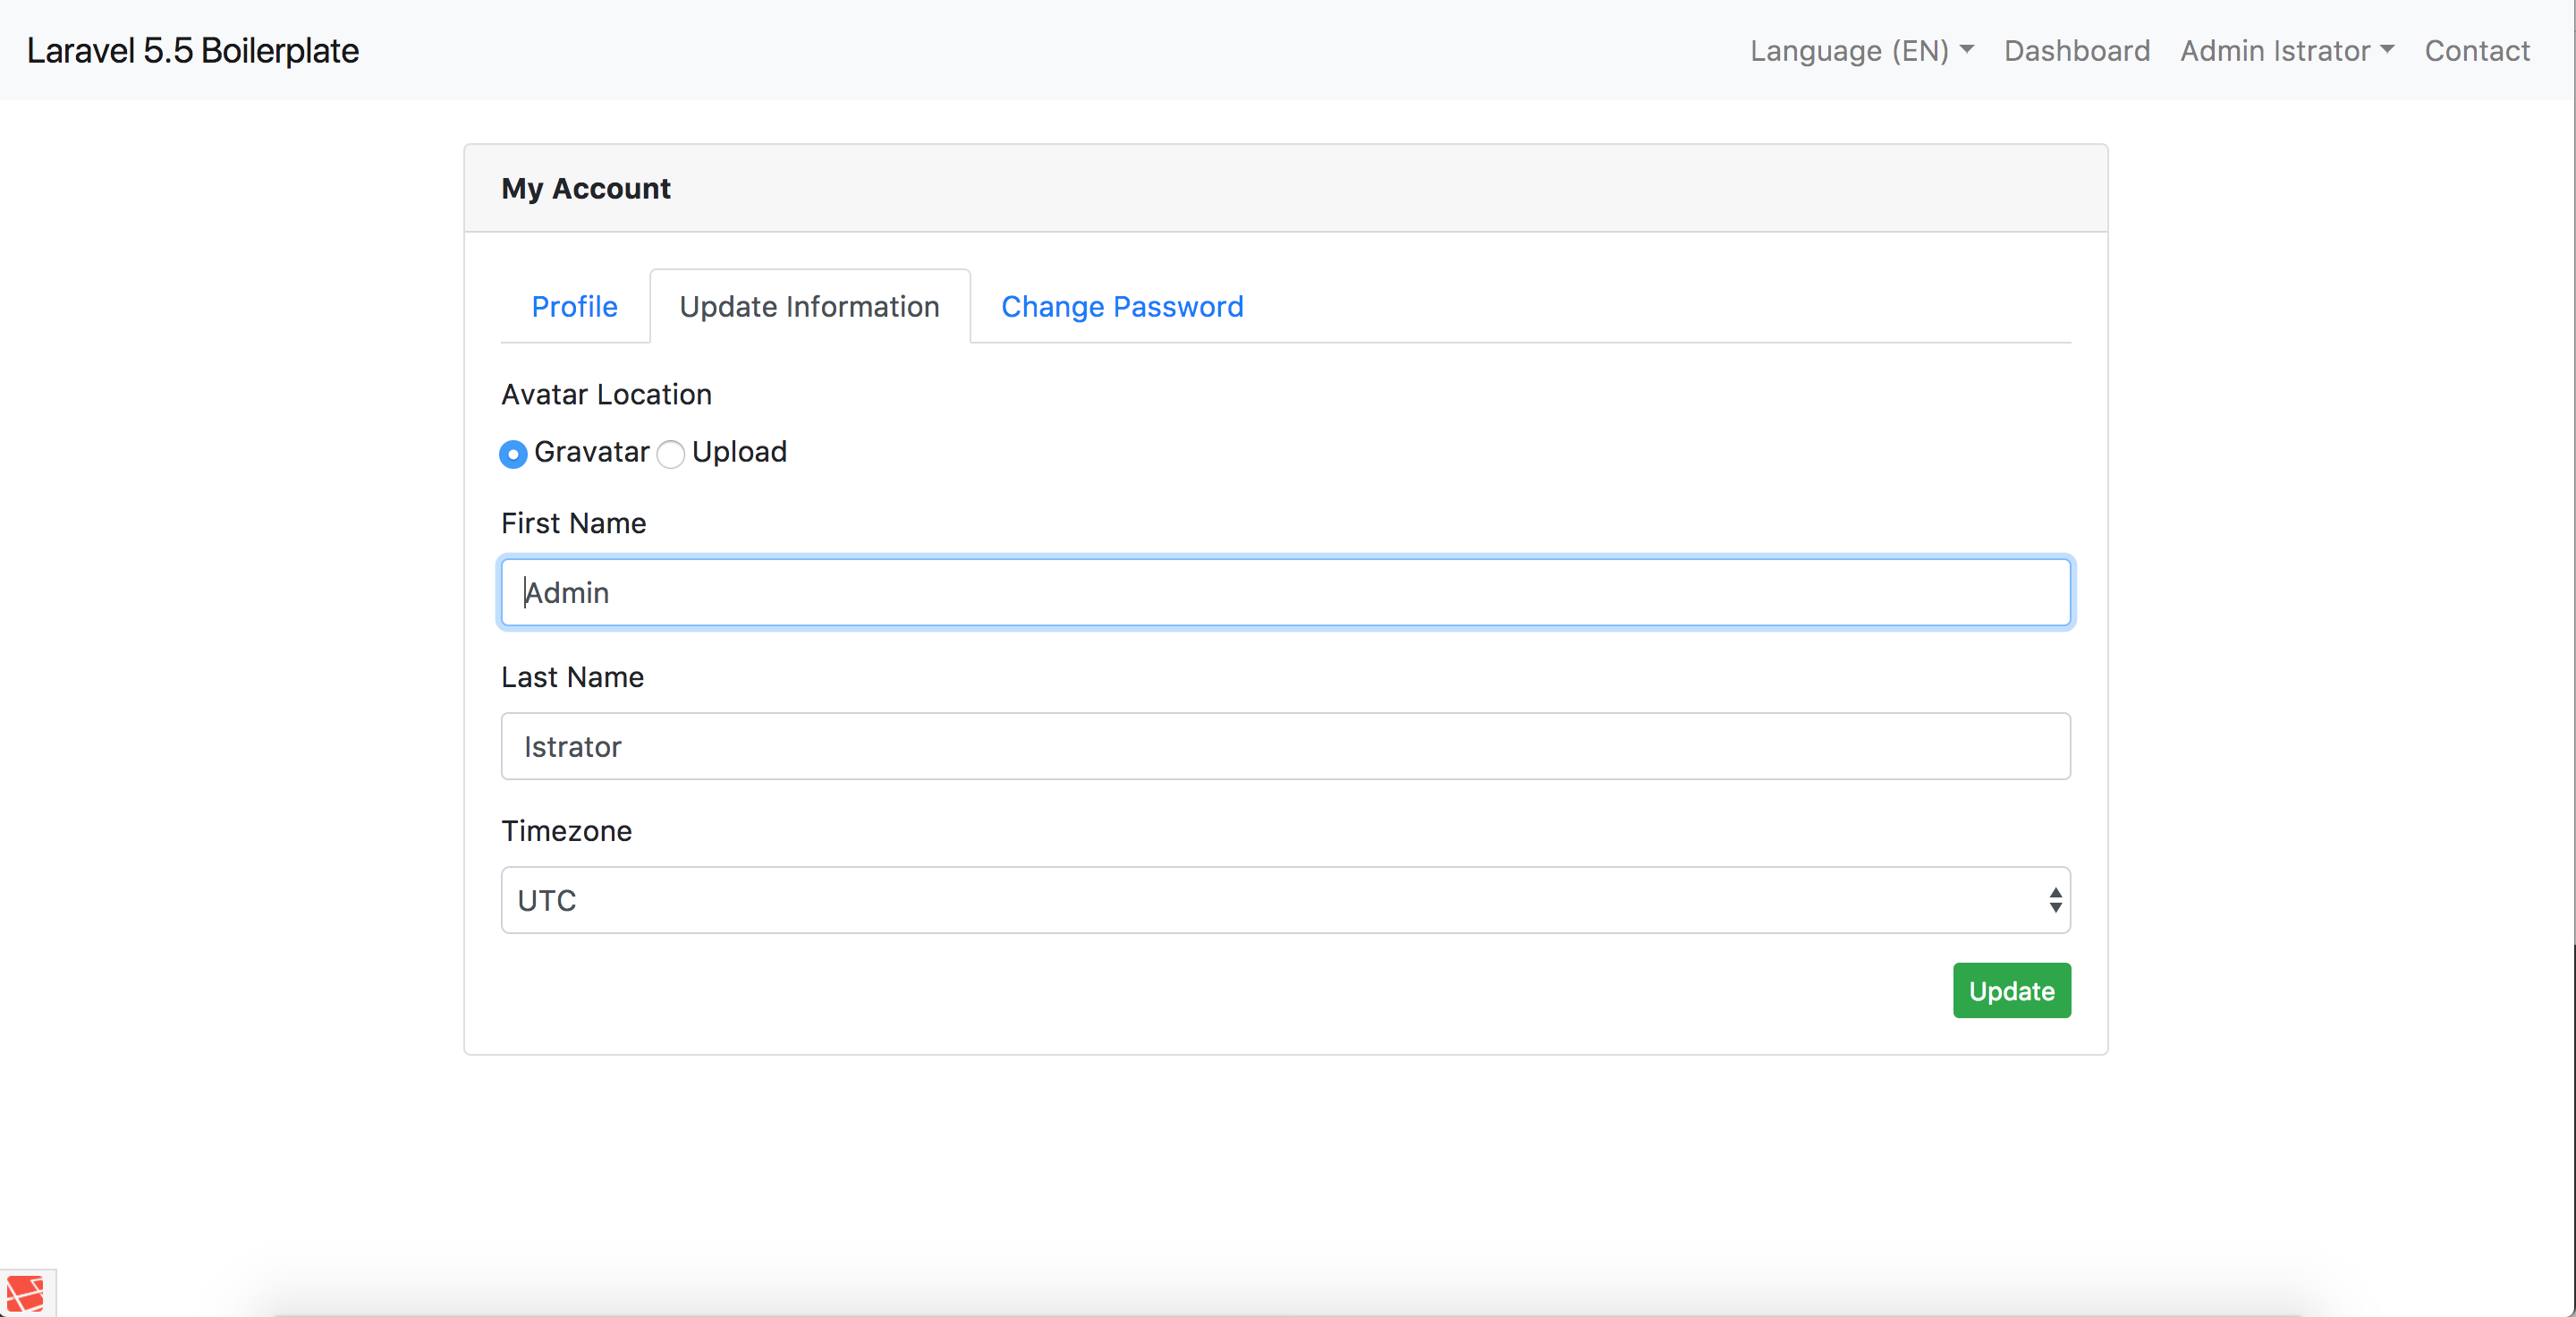 Laravel 5.5 Boilerplate Language (EN) Dashboard Admin Istrator Contact
My Account
Profile Update Information Change Password
Avatar Location
Gravatar Upload
First Name
Admin
Last Name
Istrator
Timezone
UTC
Update